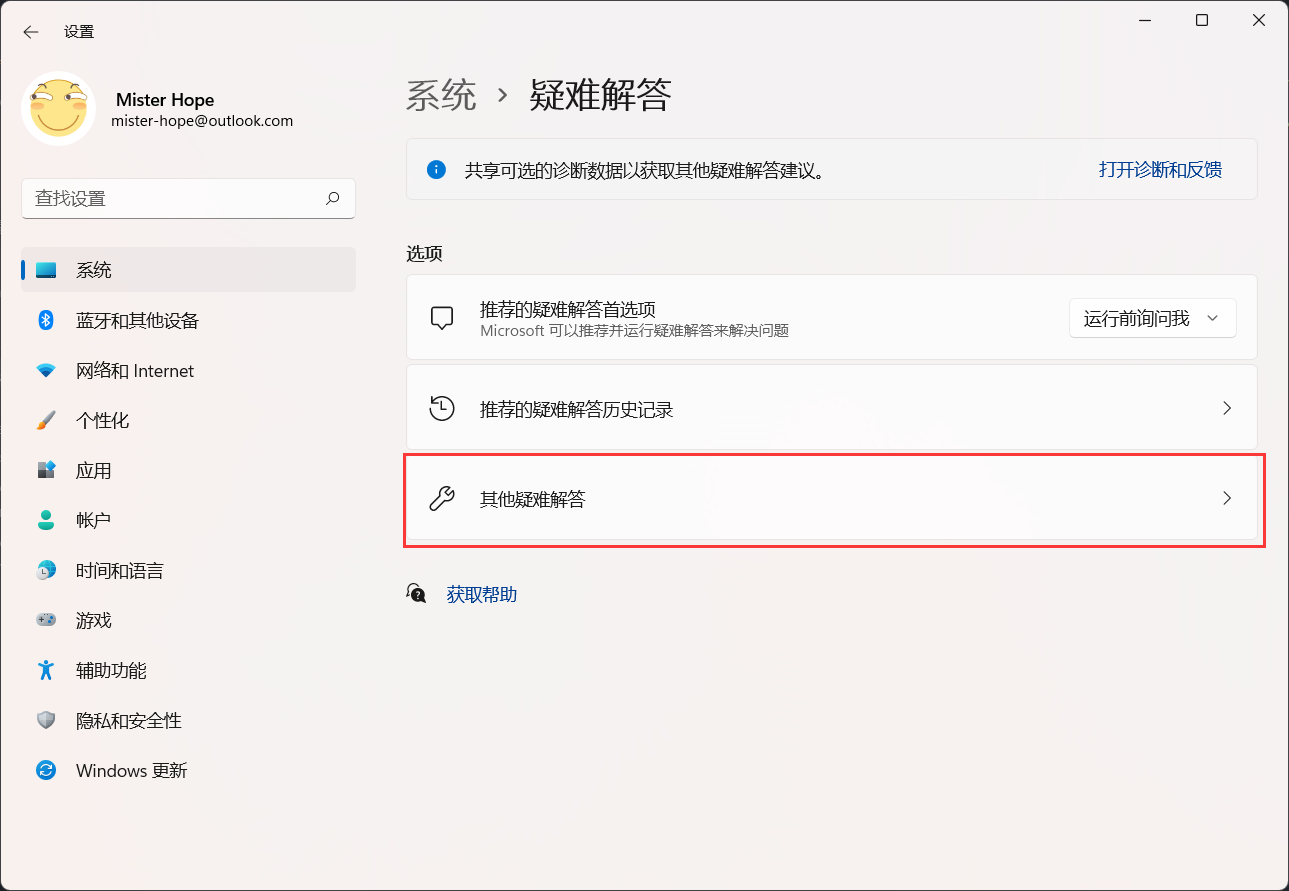 设置
Mister Hope
mister-hope@outlook.com
查找设置
系统
蓝牙和其他设备
网络和 Internet
个性化
应用
帐户
时间和语言
游戏
辅助功能
隐私和安全性
Windows 更新
系统 › 疑难解答
共享可选的诊断数据以获取其他疑难解答建议。 打开诊断和反馈
选项
推荐的疑难解答首选项
Microsoft 可以推荐并运行疑难解答来解决问题
运行前询问我
推荐的疑难解答历史记录
其他疑难解答
获取帮助